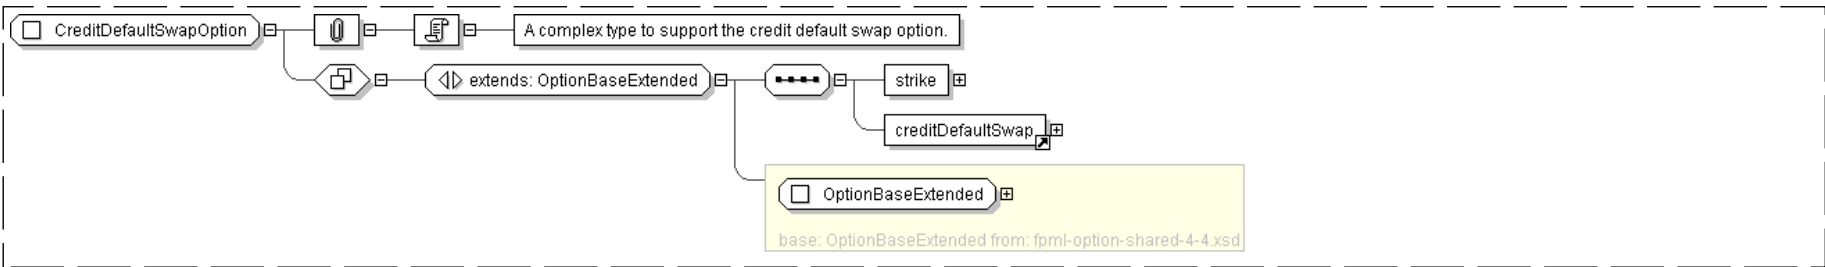 CreditDefaultSwapOption
A complex type to support the credit default swap option.
extends: OptionBaseExtended
strike
creditDefaultSwap
OptionBaseExtended
base: OptionBaseExtended from: fpml-option-shared-4-4.xsd